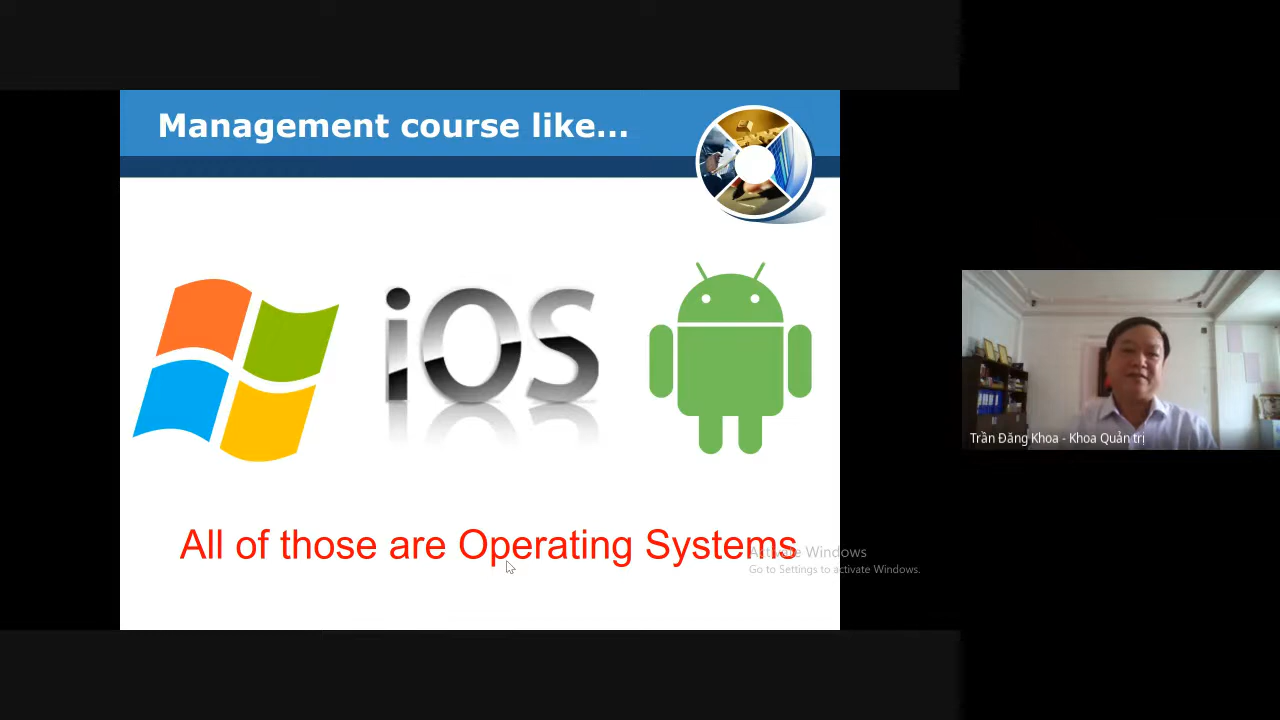 Management course like...
iOS
All of those are Operating Systems
Activate Windows
Go to Settings to activate Windows.
Trần Đăng Khoa - Khoa Quản trị